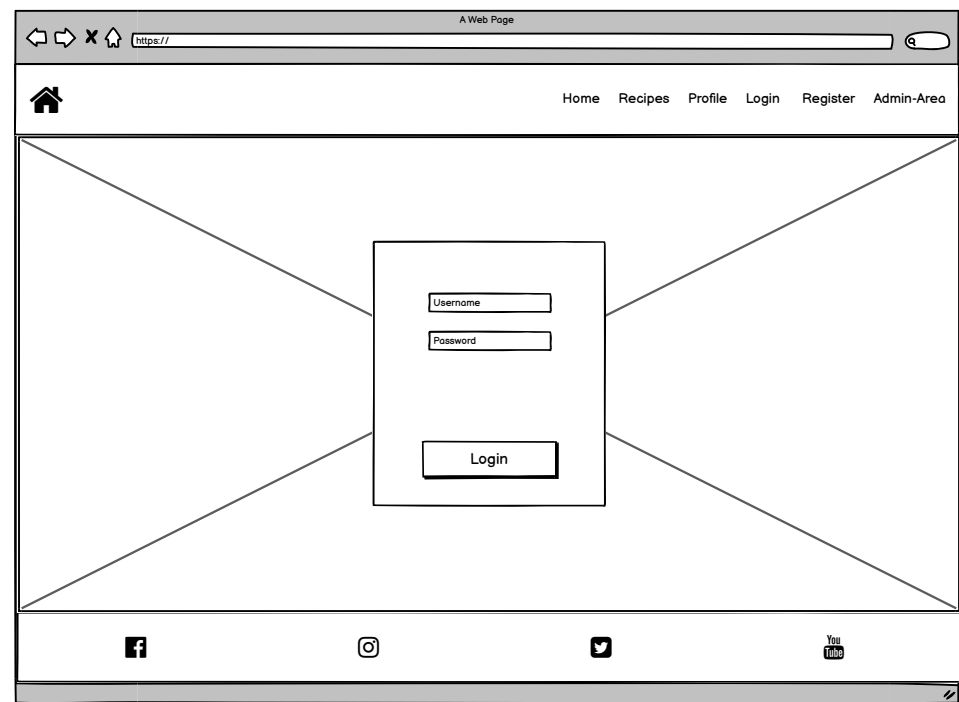 A Web Page
https://
Home Recipes Profile Login Register Admin-Area
Username
Password
Login
You
Tube